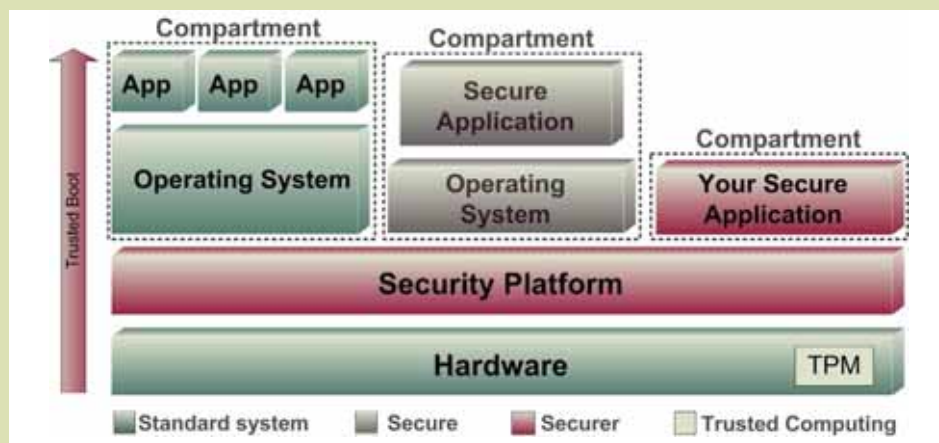 Compartment
App App App
Operating System
Compartment
Secure
Application
Operating
System
Compartment
Your Secure
Application
Trusted Boot
Security Platform
Hardware
TPM
Standard system Secure Securer Trusted Computing